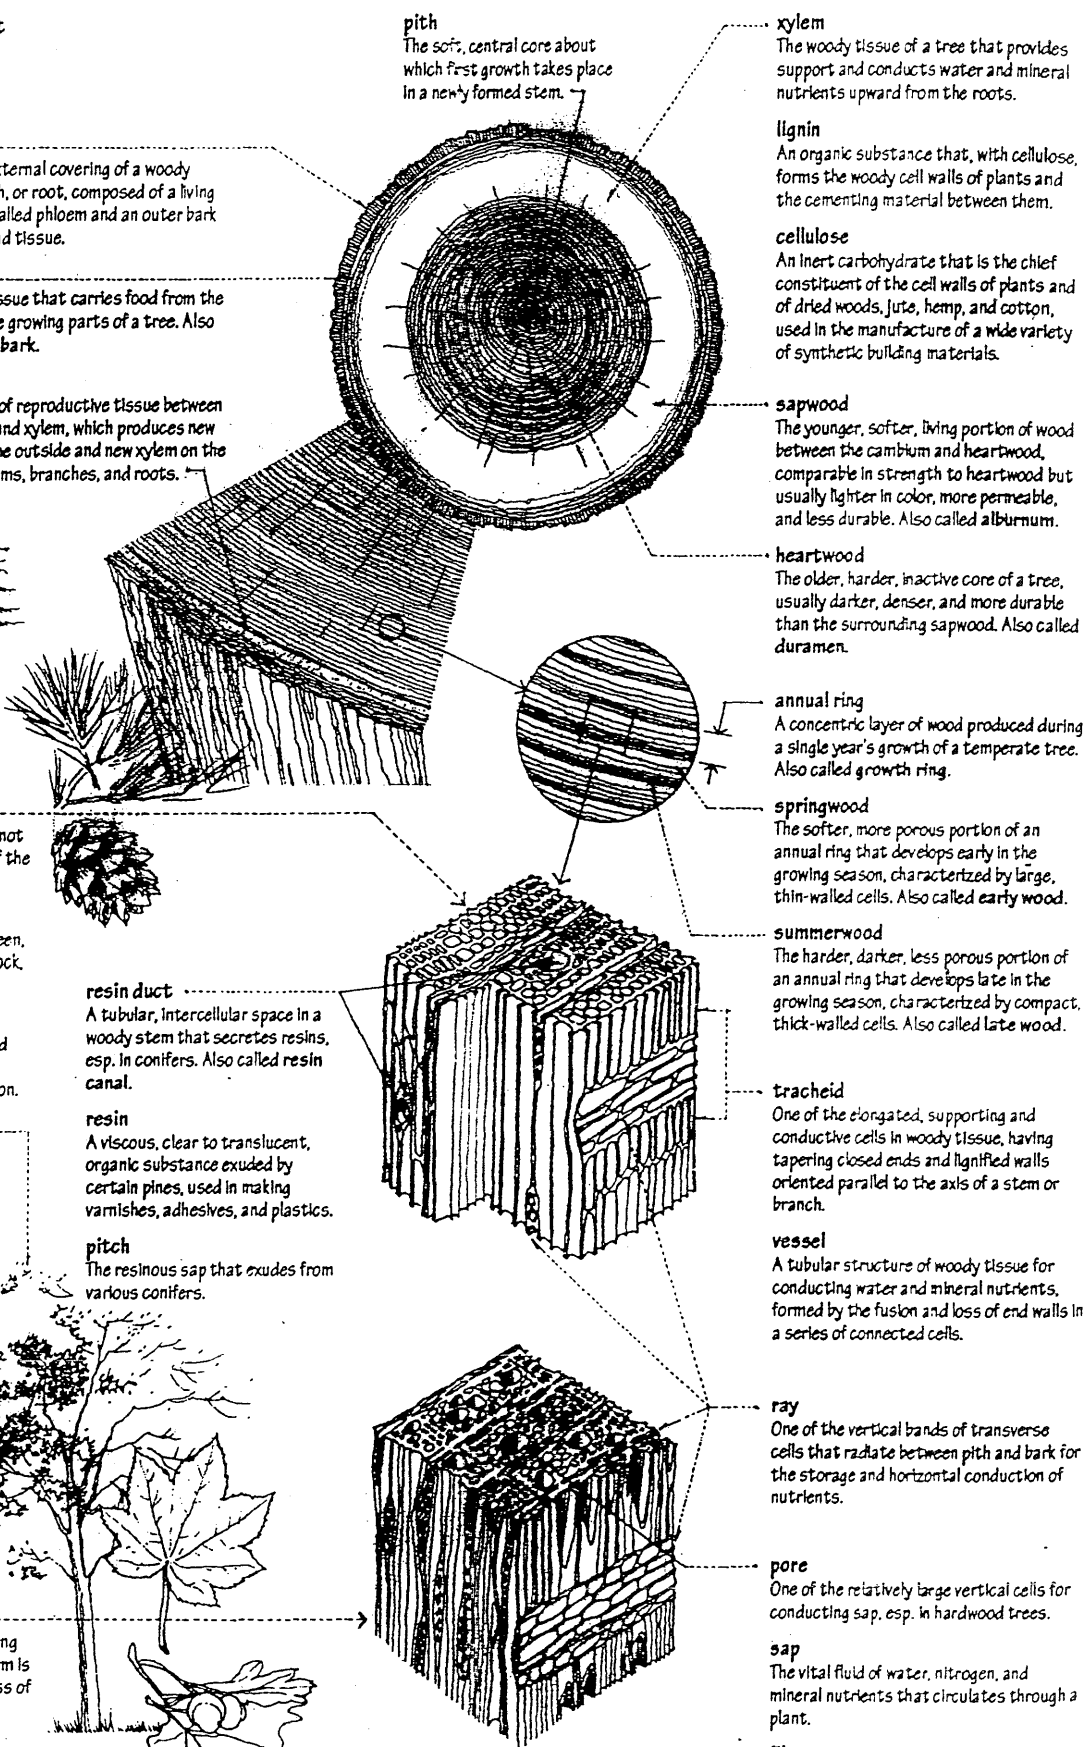 pith
The soft, central core about
which first growth takes place
in a newly formed stem.
xylem
The woody tissue of a tree that provides
support and conducts water and mineral
nutrients upward from the roots.
lignin
An organic substance that, with cellulose,
forms the woody cell walls of plants and
the cementing material between them.
cellulose
An inert carbohydrate that is the chief
constituent of the cell walls of plants and
of dried woods, jute, hemp, and cotton,
used in the manufacture of a wide variety
of synthetic building materials.
sapwood
The younger, softer, living portion of wood
between the cambium and heartwood,
comparable in strength to heartwood but
usually lighter in color, more permeable,
and less durable. Also called alburnum.
heartwood
The older, harder, inactive core of a tree,
usually darker, denser, and more durable
than the surrounding sapwood. Also called
duramen.
annual ring
A concentric layer of wood produced during
a single year's growth of a temperate tree.
Also called growth ring.
springwood
The softer, more porous portion of an
annual ring that develops early in the
growing season, characterized by large,
thin-walled cells. Also called early wood.
summerwood
The harder, darker, less porous portion of
an annual ring that develops late in the
growing season, characterized by compact,
thick-walled cells. Also called late wood.
tracheid
One of the elongated, supporting and
conductive cells in woody tissue, having
tapering closed ends and lignified walls
oriented parallel to the axis of a stem or
branch.
vessel
A tubular structure of woody tissue for
conducting water and mineral nutrients,
formed by the fusion and loss of end walls in
a series of connected cells.
ray
One of the vertical bands of transverse
cells that radiate between pith and bark for
the storage and horizontal conduction of
nutrients.
pore
One of the relatively large vertical cells for
conducting sap, esp. in hardwood trees.
sap
The vital fluid of water, nitrogen, and
mineral nutrients that circulates through a
plant.
covering of a woody
or root, composed of a living
called phloem and an outer bark
tissue.
that carries food from the
growing parts of a tree. Also
bark.
of reproductive tissue between
and xylem, which produces new
outside and new xylem on the
branches, and roots.
not
the
resin duct
A tubular, intercellular space in a
woody stem that secretes resins,
esp. in conifers. Also called resin
canal.
resin
A viscous, clear to translucent,
organic substance exuded by
certain pines, used in making
varnishes, adhesives, and plastics.
pitch
The resinous sap that exudes from
various conifers.
is
of